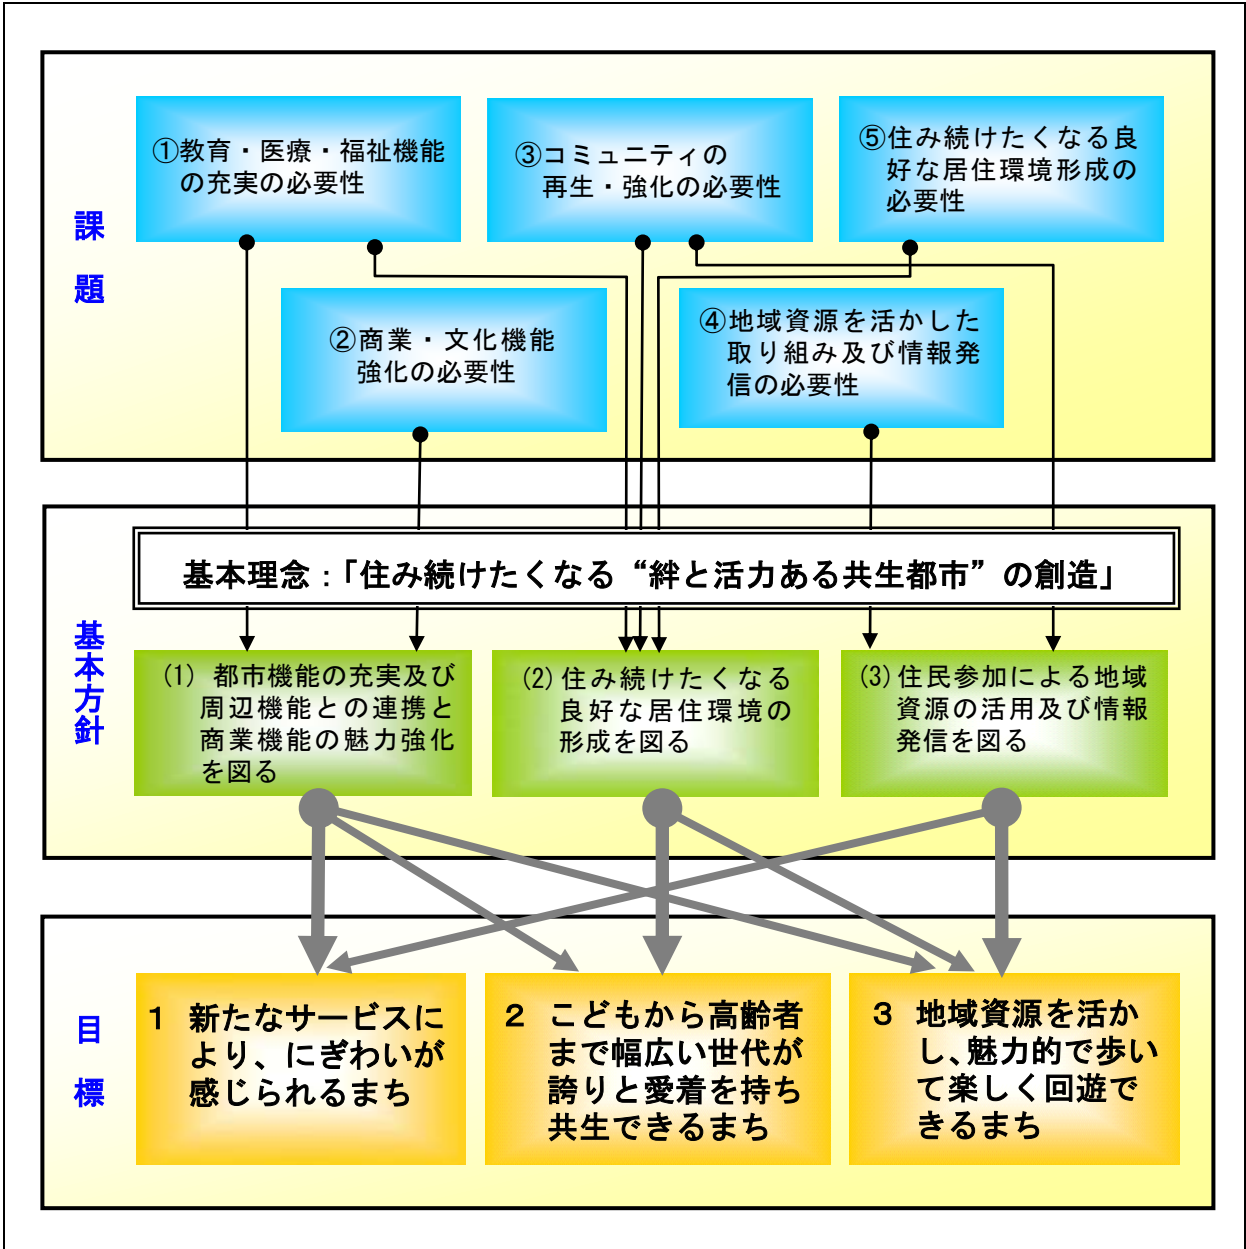 課題
①教育・医療・福祉機能
の充実の必要性
③コミュニティの
再生・強化の必要性
⑤住み続けたくなる良
好な居住環境形成の
必要性
②商業・文化機能
強化の必要性
④地域資源を活かした
取り組み及び情報発
信の必要性
基本方針
基本理念:「住み続けたくなる“絆と活力ある共生都市”の創造」
(1) 都市機能の充実及び
周辺機能との連携と
商業機能の魅力強化
を図る
(2)住み続けたくなる
良好な居住環境の
形成を図る
(3)住民参加による地域
資源の活用及び情報
発信を図る
目標
1 新たなサービスに
より、にぎわいが
感じられるまち
2 こどもから高齢者
まで幅広い世代が
誇りと愛着を持ち
共生できるまち
3 地域資源を活か
し、魅力的で歩い
て楽しく回遊で
きるまち